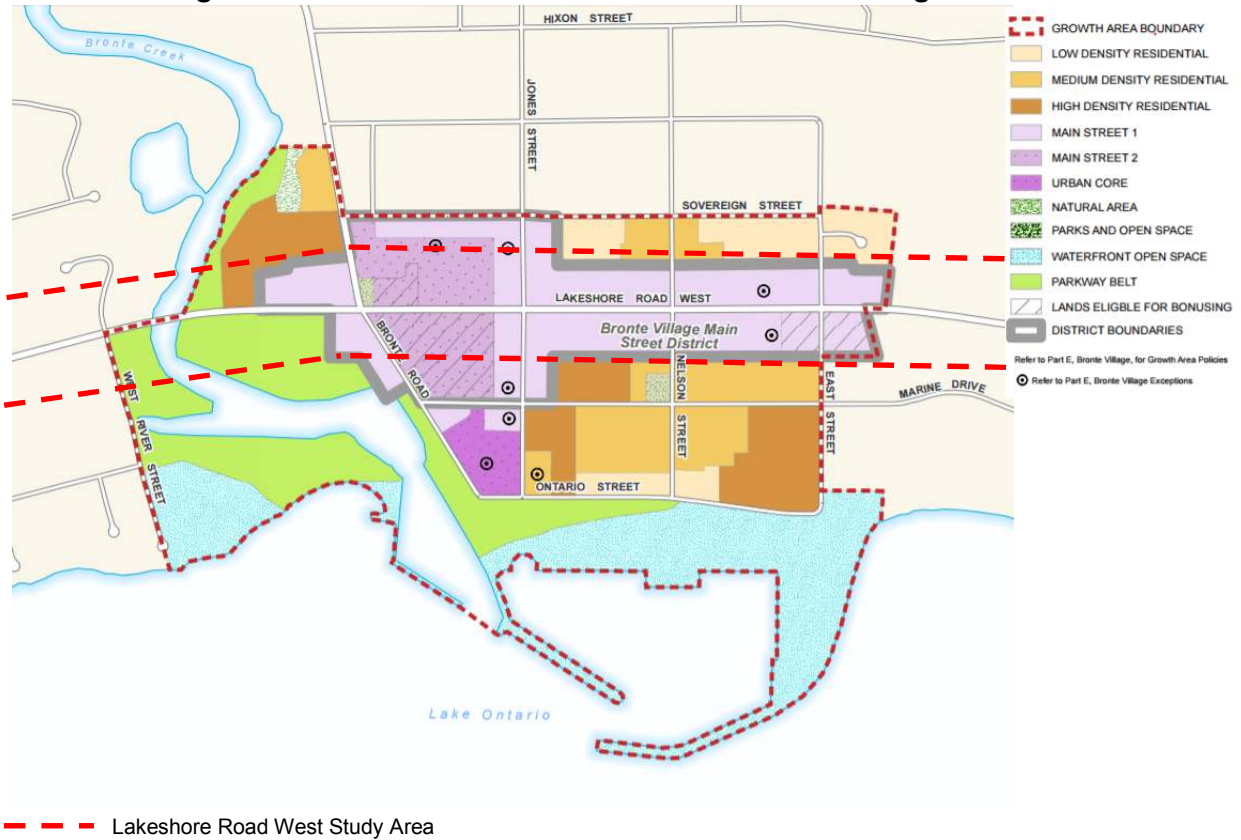 HIXON STREET
Bronte Creek
JONES STREET
SOVEREIGN STREET
LAKESHORE ROAD WEST
Bronte Village Main
Street District
BRONTE ROAD
NELSON STREET
EAST STREET
MARINE DRIVE
WEST RIVER STREET
ONTARIO STREET
Lake Ontario
GROWTH AREA BOUNDARY
LOW DENSITY RESIDENTIAL
MEDIUM DENSITY RESIDENTIAL
HIGH DENSITY RESIDENTIAL
MAIN STREET 1
MAIN STREET 2
URBAN CORE
NATURAL AREA
PARKS AND OPEN SPACE
WATERFRONT OPEN SPACE
PARKWAY BELT
LANDS ELIGBLE FOR BONUSING
DISTRICT BOUNDARIES
Refer to Part E, Bronte Village, for Growth Area Policies
Refer to Part E, Bronte Village Exceptions
Lakeshore Road West Study Area